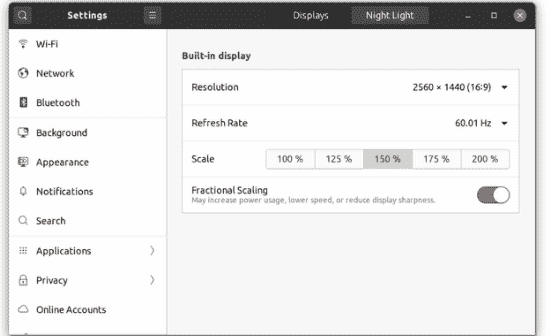 Settings
Displays
Night Light
Wi-Fi
Network
Bluetooth
Background
Appearance
Notifications
Search
Applications
Privacy
Online Accounts
Built-in display
Resolution 2560 × 1440 (16:9)
Refresh Rate 60.01 Hz
Scale 100 % 125 % 150 % 175 % 200 %
Fractional Scaling
May increase power usage, lower speed, or reduce display sharpness.